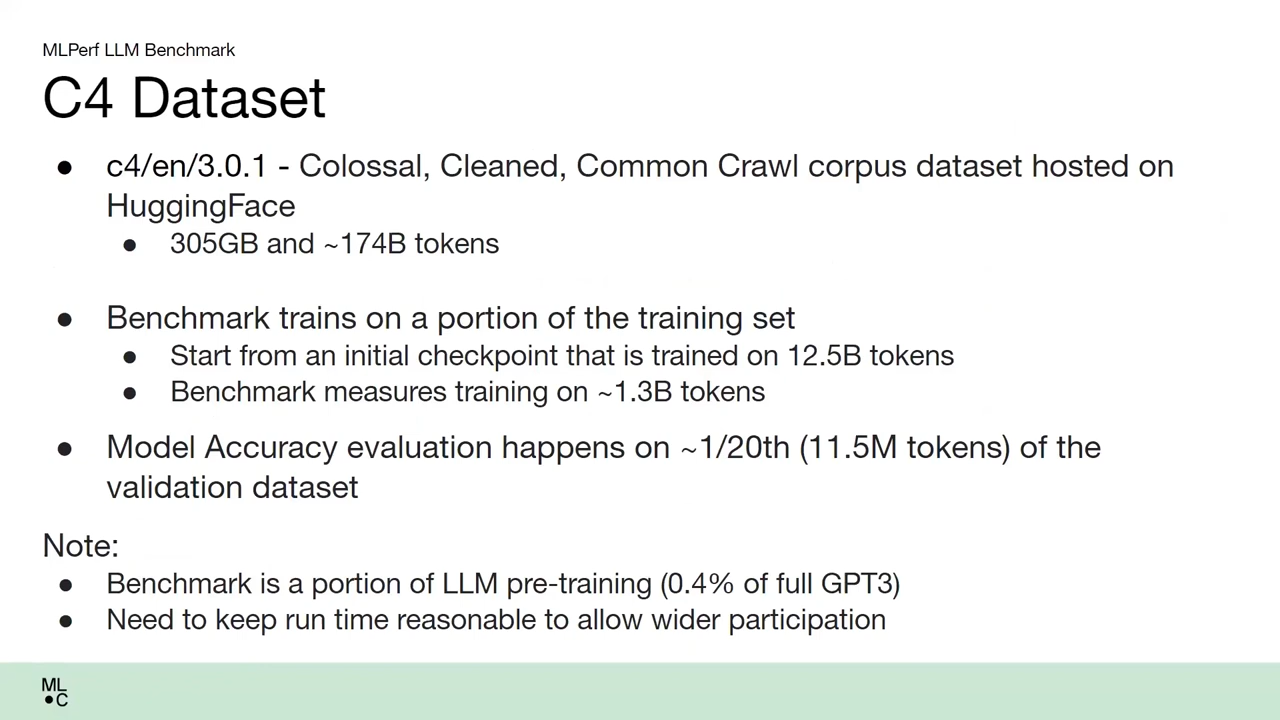 MLPerf LLM Benchmark
C4 Dataset
● c4/en/3.0.1 - Colossal, Cleaned, Common Crawl corpus dataset hosted on
HuggingFace
● 305GB and ~174B tokens
● Benchmark trains on a portion of the training set
● Start from an initial checkpoint that is trained on 12.5B tokens
● Benchmark measures training on ~1.3B tokens
● Model Accuracy evaluation happens on ~1/20th (11.5M tokens) of the
validation dataset
Note:
● Benchmark is a portion of LLM pre-training (0.4% of full GPT3)
● Need to keep run time reasonable to allow wider participation
ML
●C